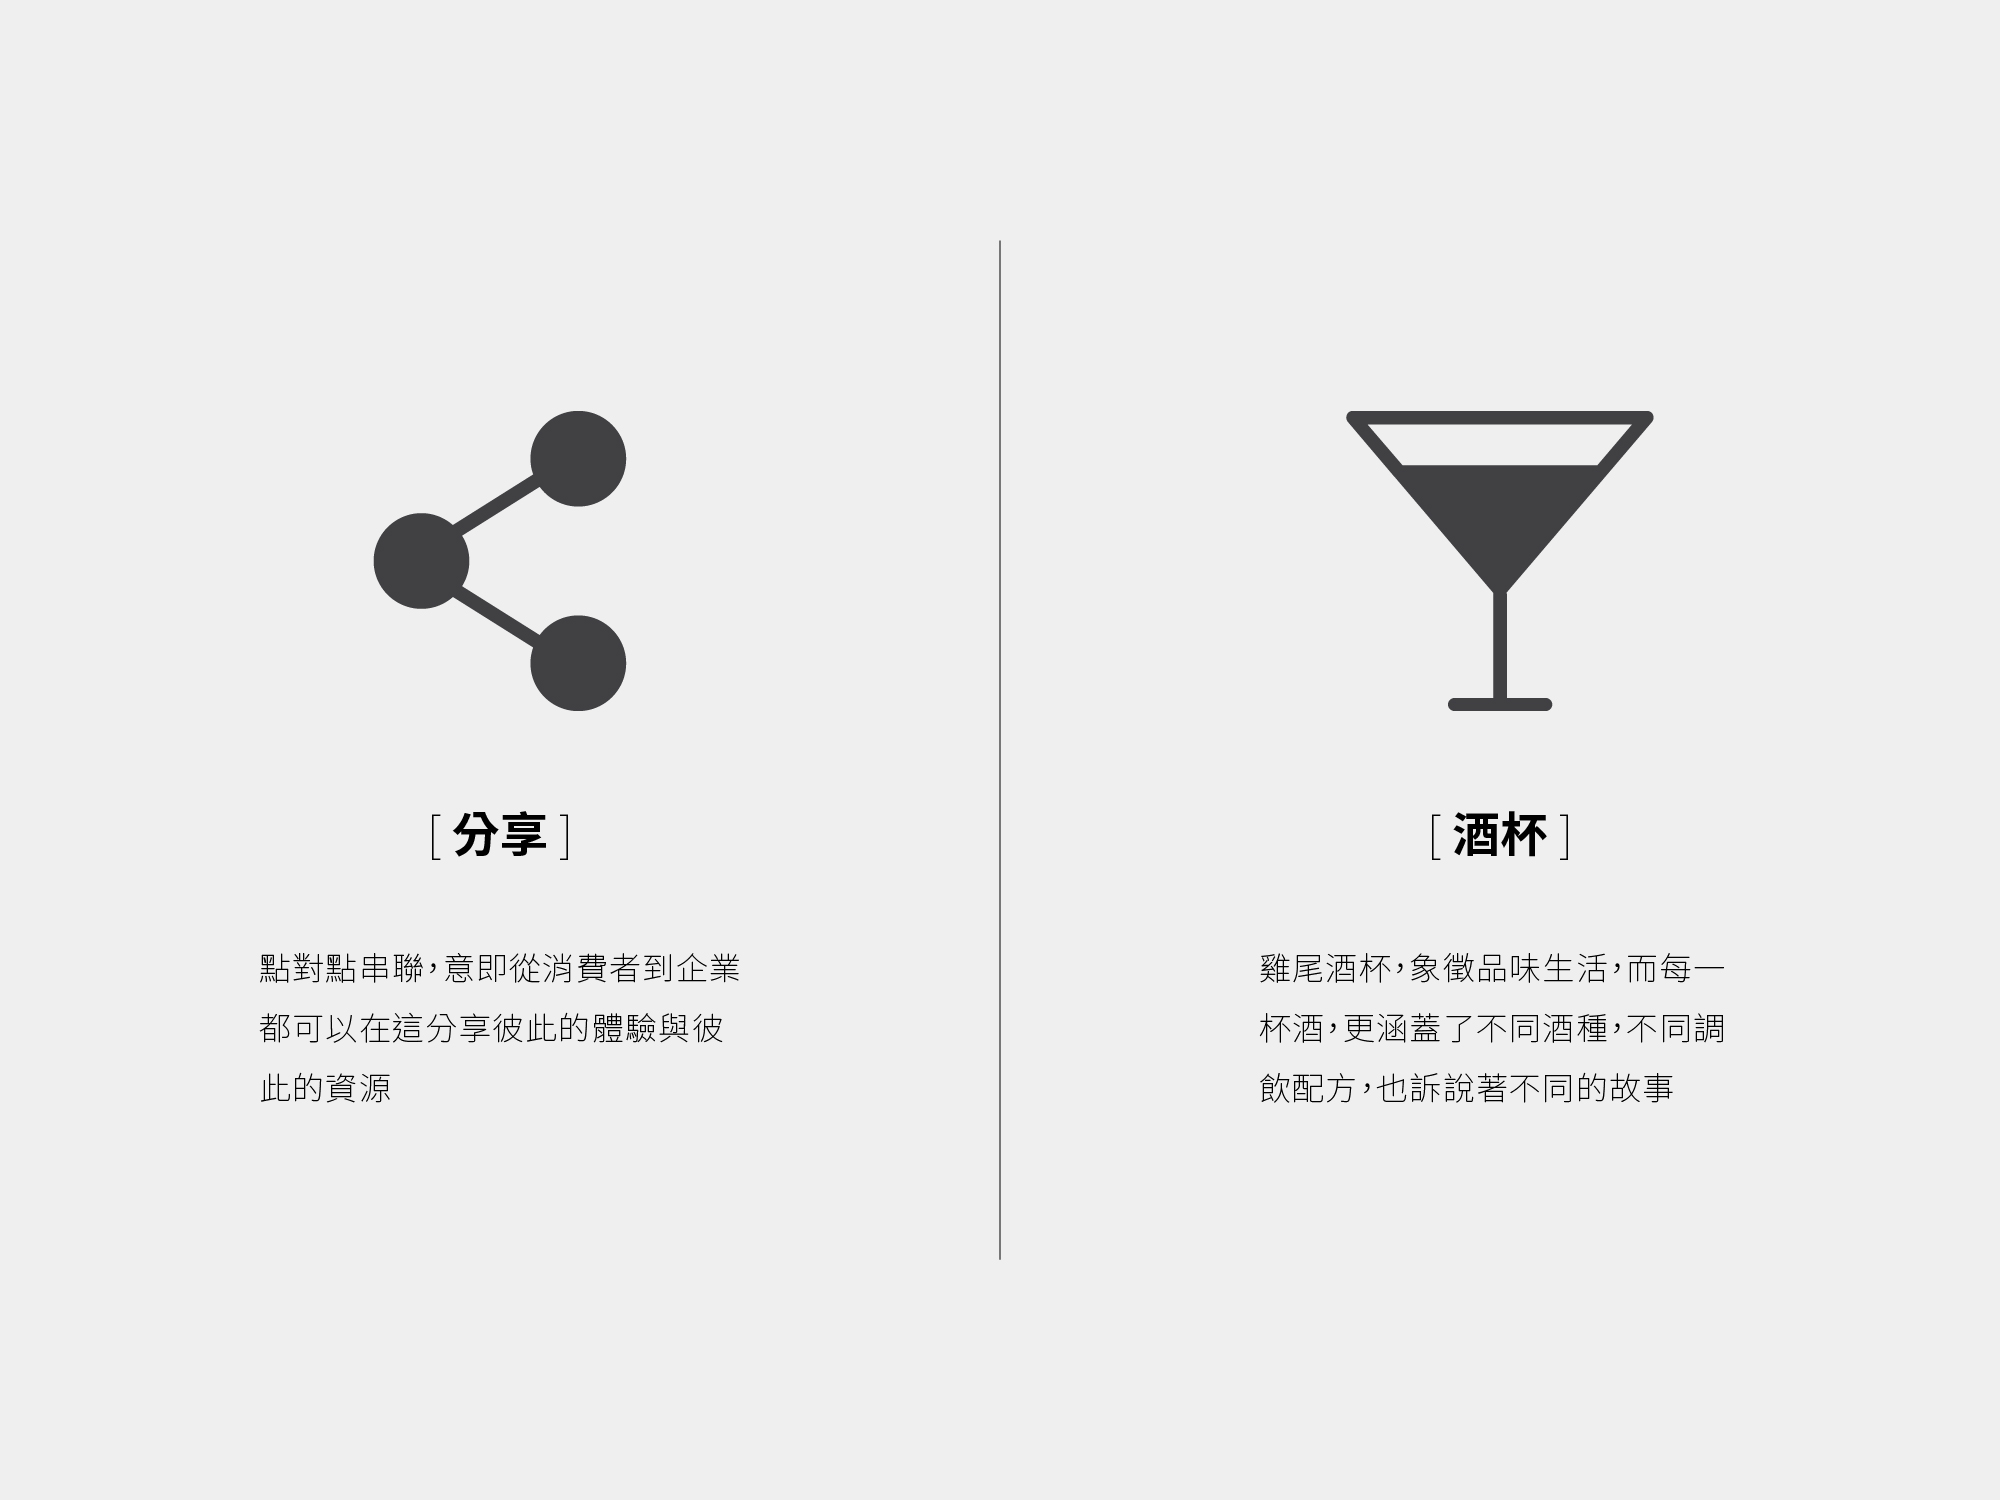 [ 分享 ]
點對點串聯，意即從消費者到企業
都可以在這分享彼此的體驗與彼
此的資源
[ 酒杯 ]
雞尾酒杯，象徵品味生活，而每一
杯酒，更涵蓋了不同酒種，不同調
飲配方，也訴說著不同的故事